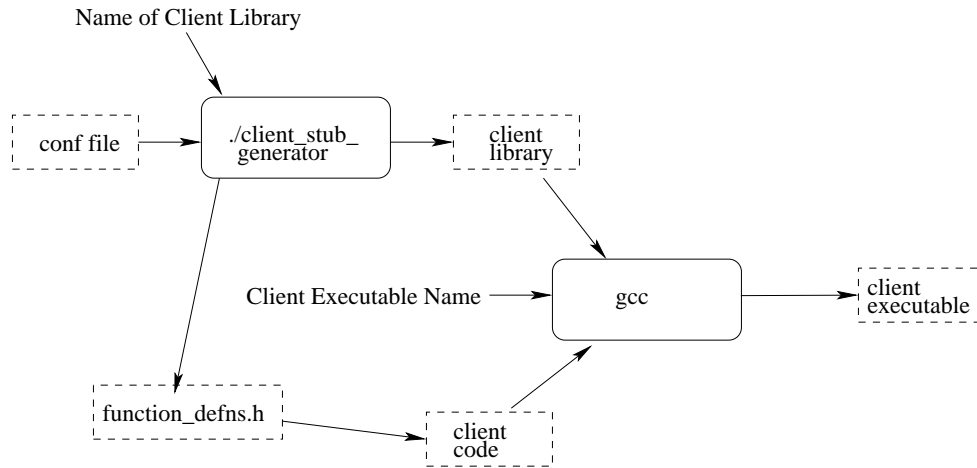 Name of Client Library
conf file
./client_stub_
generator
client
library
Client Executable Name
gcc
client
executable
function_defns.h
client
code